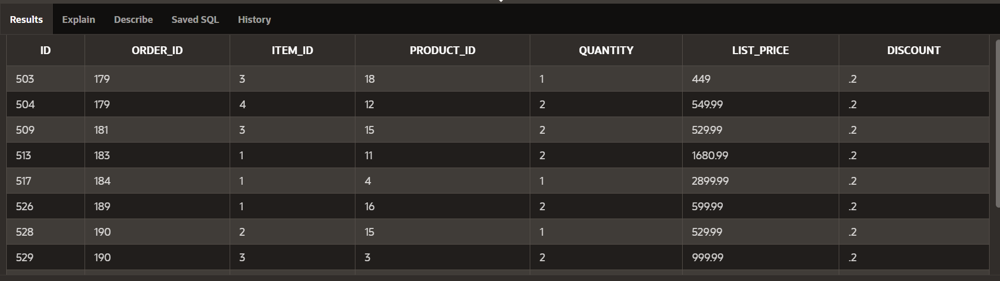 Results Explain Describe Saved SQL History
ID ORDER_ID ITEM_ID PRODUCT_ID QUANTITY LIST_PRICE DISCOUNT
503 179 3 18 1 449 .2
504 179 4 12 2 549.99 .2
509 181 3 15 2 529.99 .2
513 183 1 11 2 1680.99 .2
517 184 1 4 1 2899.99 .2
526 189 1 16 2 599.99 .2
528 190 2 15 1 529.99 .2
529 190 3 3 2 999.99 .2